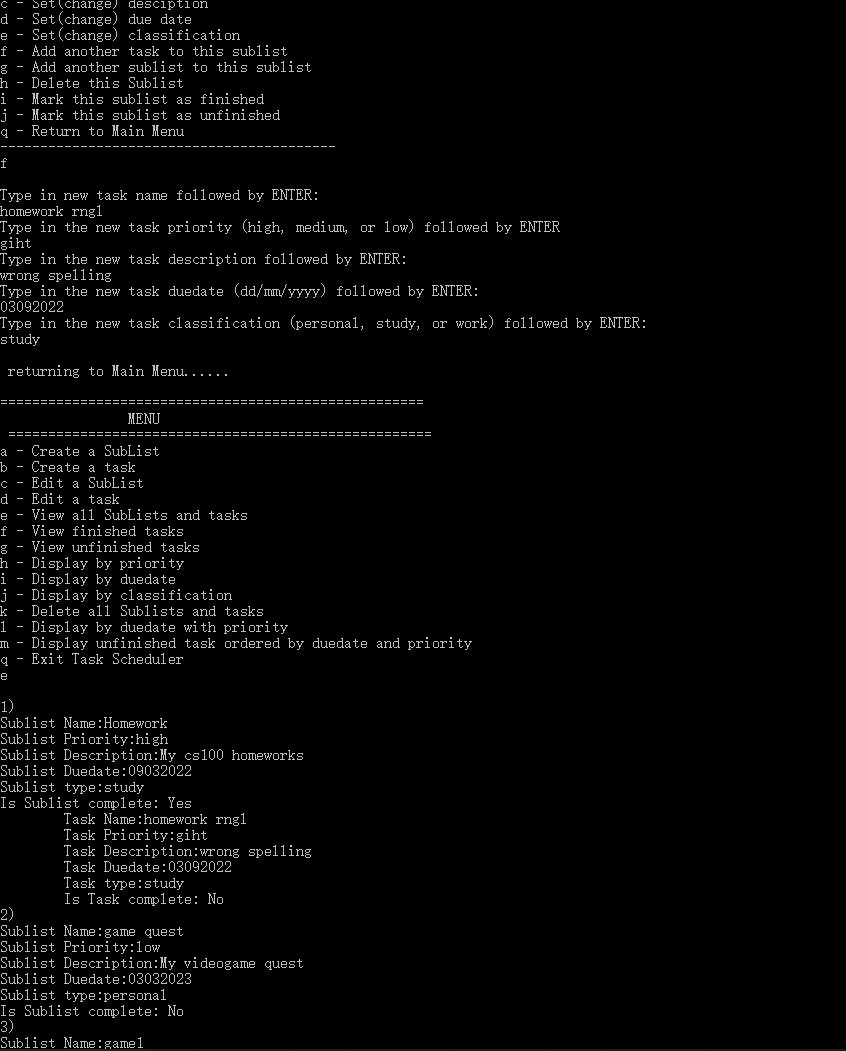 c - Set(change) desciption
d - Set(change) due date
e - Set(change) classification
f - Add another task to this sublist
g - Add another sublist to this sublist
h - Delete this Sublist
i - Mark this sublist as finished
j - Mark this sublist as unfinished
q - Return to Main Menu
------------------------------------------
f
Type in new task name followed by ENTER:
homework rngl
Type in the new task priority (high, medium, or low) followed by ENTER
giht
Type in the new task description followed by ENTER:
wrong spelling
Type in the new task duedate (dd/mm/yyyy) followed by ENTER:
03092022
Type in the new task classification (personal, study, or work) followed by ENTER:
study
returning to Main Menu......
=====================================================
MENU
=====================================================
a - Create a SubList
b - Create a task
c - Edit a SubList
d - Edit a task
e - View all SubLists and tasks
f - View finished tasks
g - View unfinished tasks
h - Display by priority
i - Display by duedate
j - Display by classification
k - Delete all Sublists and tasks
l - Display by duedate with priority
m - Display unfinished task ordered by duedate and priority
q - Exit Task Scheduler
e
1)
Sublist Name:Homework
Sublist Priority:high
Sublist Description:My cs100 homeworks
Sublist Duedate:09032022
Sublist type:study
Is Sublist complete: Yes
Task Name:homework rngl
Task Priority:giht
Task Description:wrong spelling
Task Duedate:03092022
Task type:study
Is Task complete: No
2)
Sublist Name:game quest
Sublist Priority:low
Sublist Description:My videogame quest
Sublist Duedate:03032023
Sublist type:personal
Is Sublist complete: No
3)
Sublist Name:game1